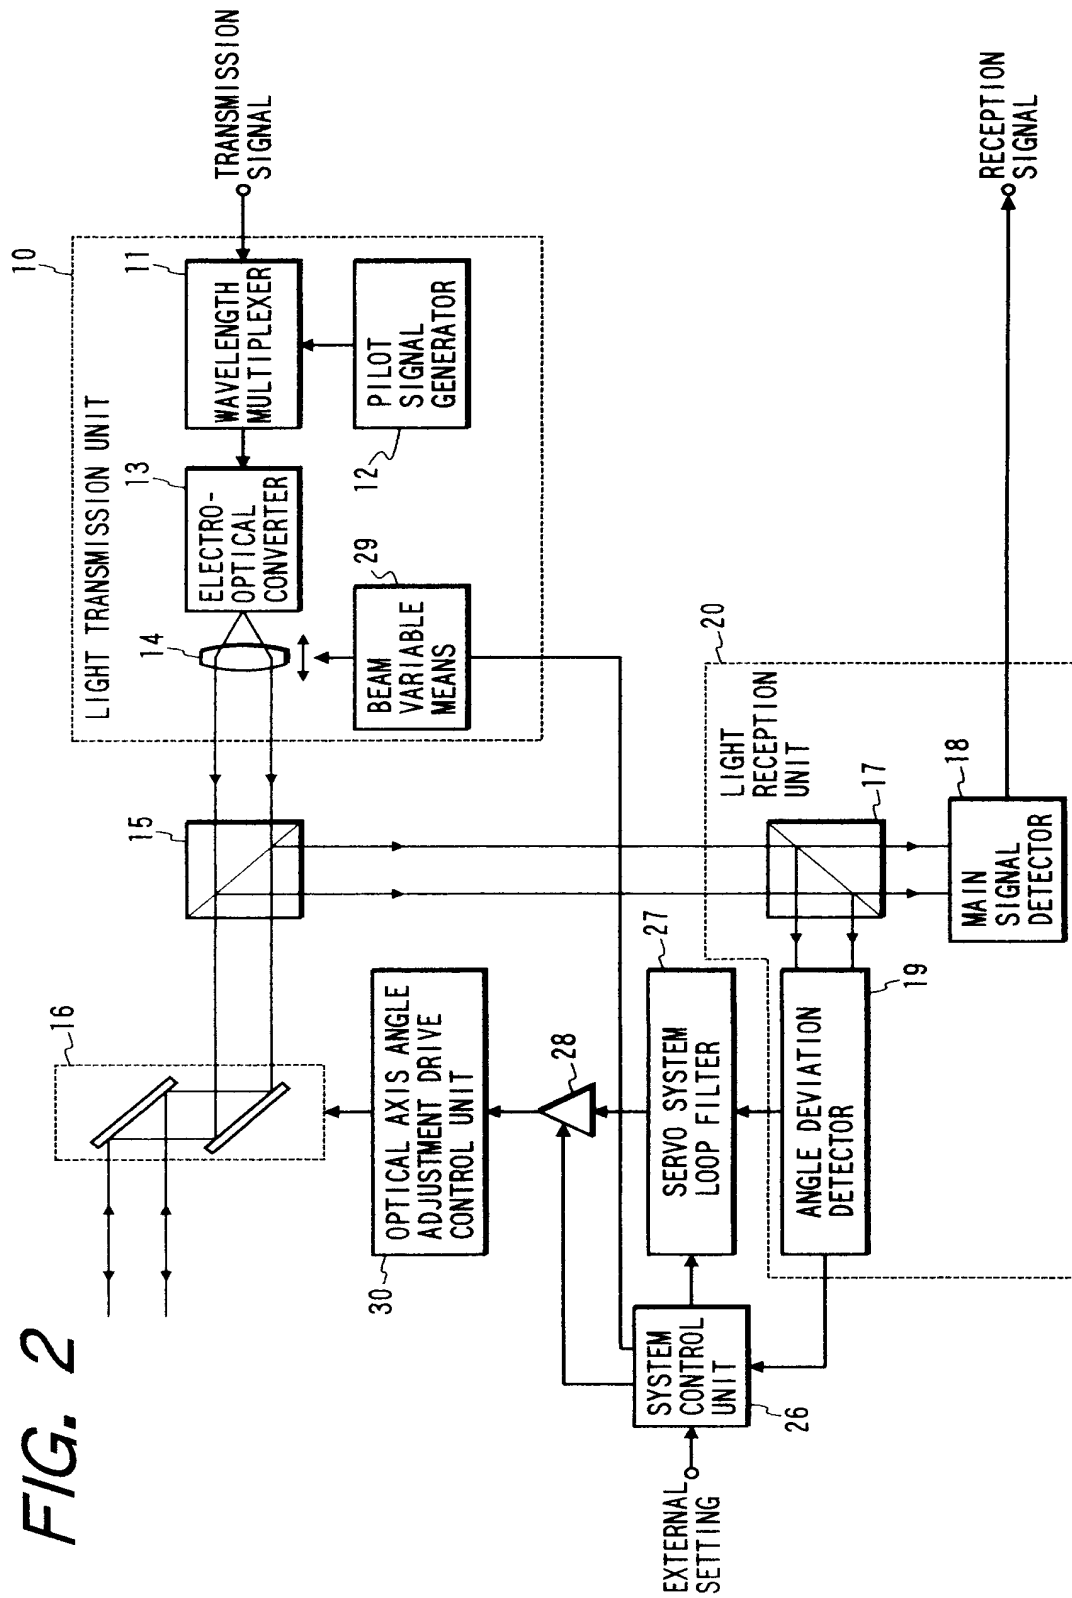 FIG. 2
16
15
14
13
11
10
LIGHT TRANSMISSION UNIT
ELECTRO-
OPTICAL
CONVERTER
WAVELENGTH
MULTIPLEXER
TRANSMISSION
SIGNAL
29
BEAM
VARIABLE
MEANS
12
PILOT
SIGNAL
GENERATOR
30
OPTICAL AXIS ANGLE
ADJUSTMENT DRIVE
CONTROL UNIT
28
27
SERVO SYSTEM
LOOP FILTER
EXTERNAL
SETTING
SYSTEM
CONTROL
UNIT
26
20
LIGHT
RECEPTION
UNIT
17
ANGLE DEVIATION
DETECTOR
19
18
MAIN
SIGNAL
DETECTOR
RECEPTION
SIGNAL